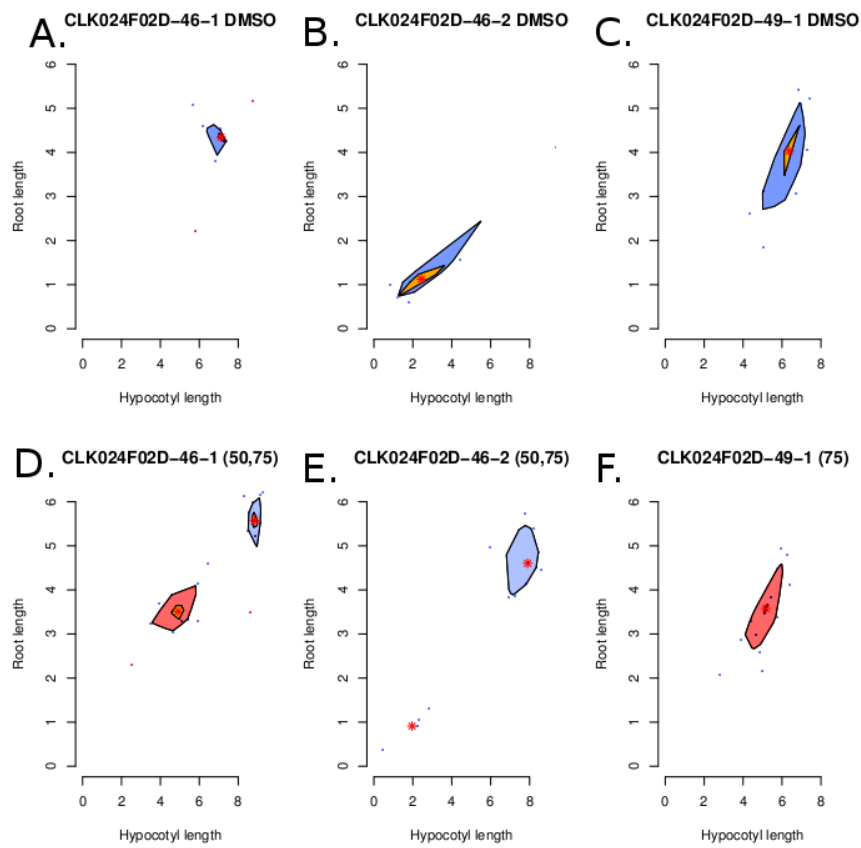 A. CLK024F02D−46−1 DMSO
B. CLK024F02D−46−2 DMSO
C. CLK024F02D−49−1 DMSO
Root length
0 1 2 3 4 5 6
0 2 4 6 8
Hypocotyl length
Root length
0 1 2 3 4 5 6
0 2 4 6 8
Hypocotyl length
Root length
0 1 2 3 4 5 6
0 2 4 6 8
Hypocotyl length
D. CLK024F02D−46−1 (50,75)
E. CLK024F02D−46−2 (50,75)
F. CLK024F02D−49−1 (75)
Root length
0 1 2 3 4 5 6
0 2 4 6 8
Hypocotyl length
Root length
0 1 2 3 4 5 6
0 2 4 6 8
Hypocotyl length
Root length
0 1 2 3 4 5 6
0 2 4 6 8
Hypocotyl length